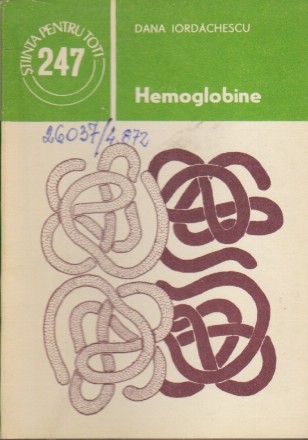 ȘTIINȚA PENTRU TOȚI
247
DANA IORDĂCHESCU
Hemoglobine
26037/4 872